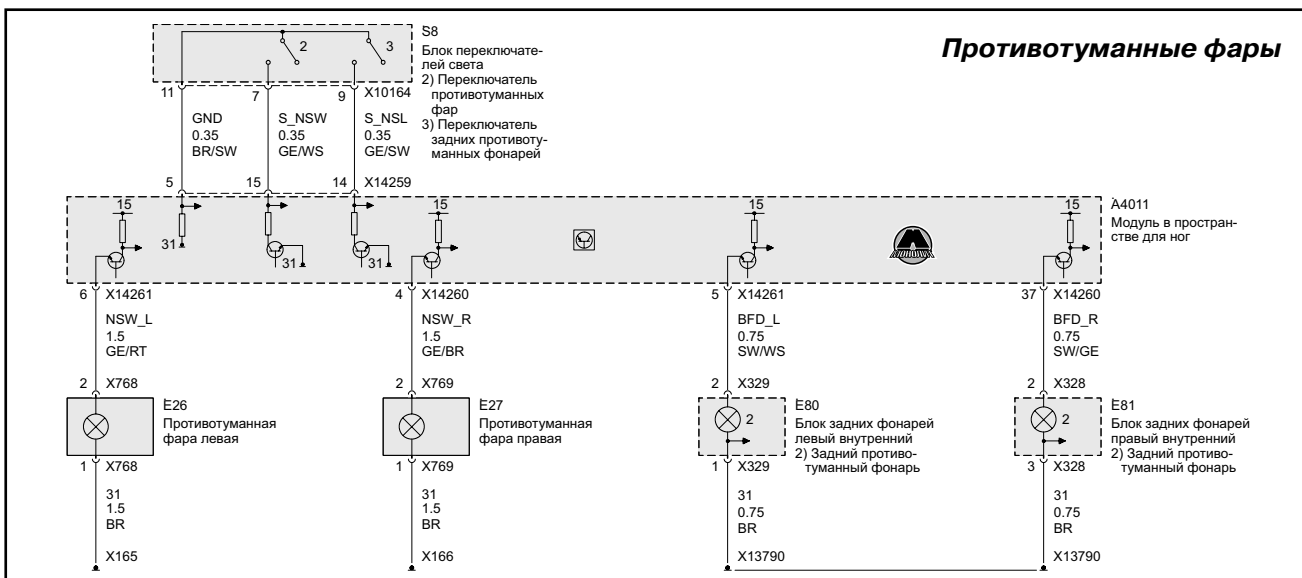 Противотуманные фары
S8
Блок переключате-
лей света
2) Переключатель
противотуманных
фар
3) Переключатель
задних противоту-
манных фонарей
2 3
11 7 9 X10164
GND S_NSW S_NSL
0.35 0.35 0.35
BR/SW GE/WS GE/SW
5 15 14 X14259
15 15 15 15
31 31 31
A4011
Модуль в простран-
стве для ног
6 X14261 4 X14260 5 X14261 37 X14260
NSW_L NSW_R BFD_L BFD_R
1.5 1.5 0.75 0.75
GE/RT GE/BR SW/WS SW/GE
2 X768 2 X769 2 X329 2 X328
E26
Противотуманная
фара левая
E27
Противотуманная
фара правая
2
E80
Блок задних фонарей
левый внутренний
2) Задний противо-
туманный фонарь
2
E81
Блок задних фонарей
правый внутренний
2) Задний противо-
туманный фонарь
1 X768 1 X769 1 X329 3 X328
31 31 31 31
1.5 1.5 0.75 0.75
BR BR BR BR
X165 X166 X13790 X13790